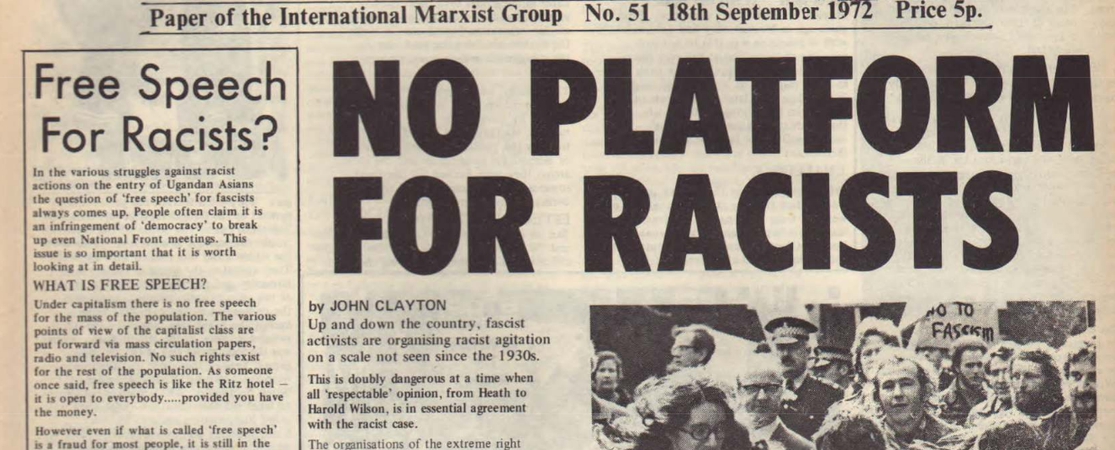 Paper of the International Marxist Group No. 51 18th September 1972 Price 5p.
Free Speech
For Racists?
In the various struggles against racist
actions on the entry of Ugandan Asians
the question of 'free speech' for fascists
always comes up. People often claim it is
an infringement of 'democracy' to break
up even National Front meetings. This
issue is so important that it is worth
looking at in detail.
WHAT IS FREE SPEECH?
Under capitalism there is no free speech
for the mass of the population. The various
points of view of the capitalist class are
put forward via mass circulation papers,
radio and television. No such rights exist
for the rest of the population. As someone
once said, free speech is like the Ritz hotel —
it is open to everybody.....provided you have
the money.
However even if what is called 'free speech'
is a fraud for most people, it is still in the
NO PLATFORM
FOR RACISTS
by JOHN CLAYTON
Up and down the country, fascist
activists are organising racist agitation
on a scale not seen since the 1930s.
This is doubly dangerous at a time when
all 'respectable' opinion, from Heath to
Harold Wilson, is in essential agreement
with the racist case.
The organisations of the extreme right
NO TO
FASCISM